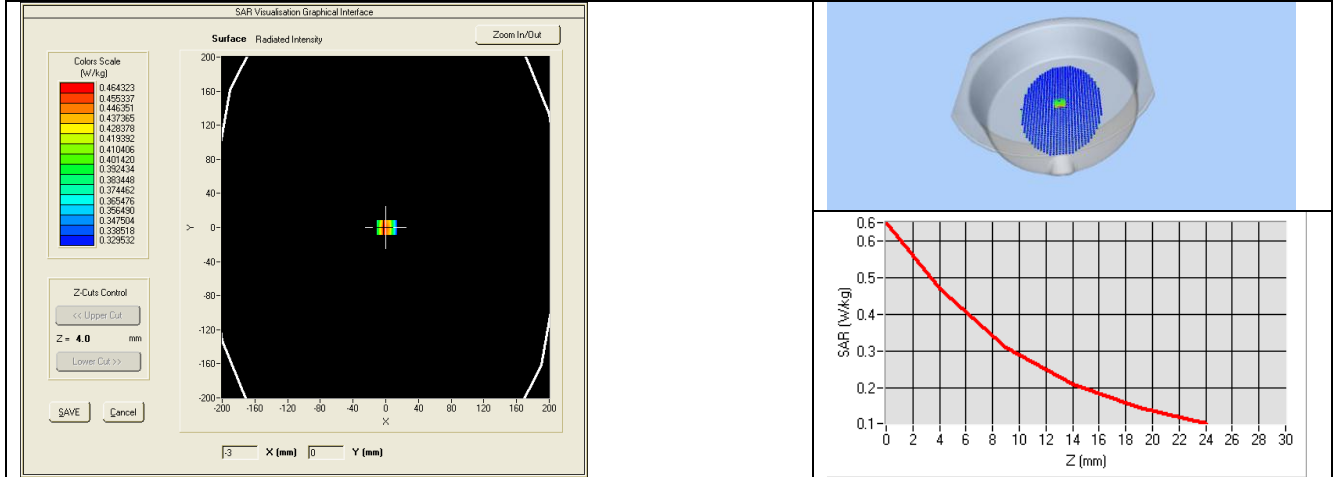 SAR Visualisation Graphical Interface
Surface Radiated Intensity
Zoom In/Out
Colors Scale
(W/kg)
0.464323
0.455337
0.446351
0.437365
0.428378
0.419392
0.410406
0.401420
0.392434
0.383448
0.374462
0.365476
0.356490
0.347504
0.338518
0.329532
Z-Cuts Control
<< Upper Cut
Z = 4.0 mm
Lower Cut >>
SAVE Cancel
200-
160-
120-
80-
40-
Y 0-
-40-
-80-
-120-
-160-
-200-
-200 -160 -120 -80 -40 0 40 80 120 160 200
X
-3 X (mm) 0 Y (mm)
0.6-
0.6-
0.5-
0.4-
0.3-
0.2-
0.1-
SAR (W/kg)
0 2 4 6 8 10 12 14 16 18 20 22 24 26 28 30
Z (mm)